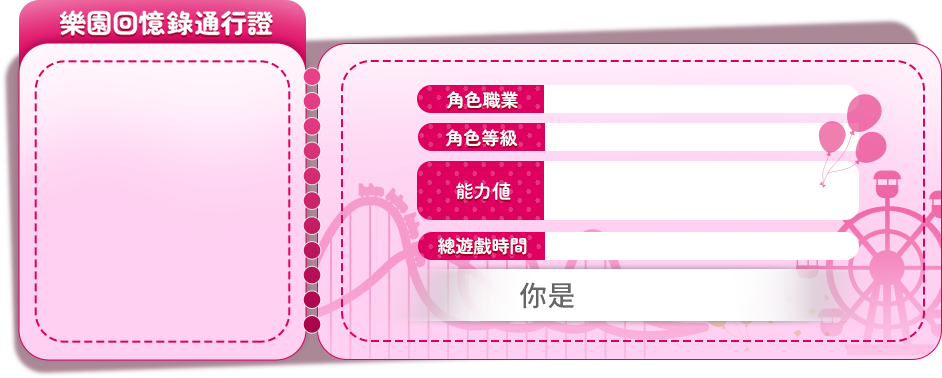 樂園回憶錄通行證
角色職業
角色等級
能力值
總遊戲時間
你是